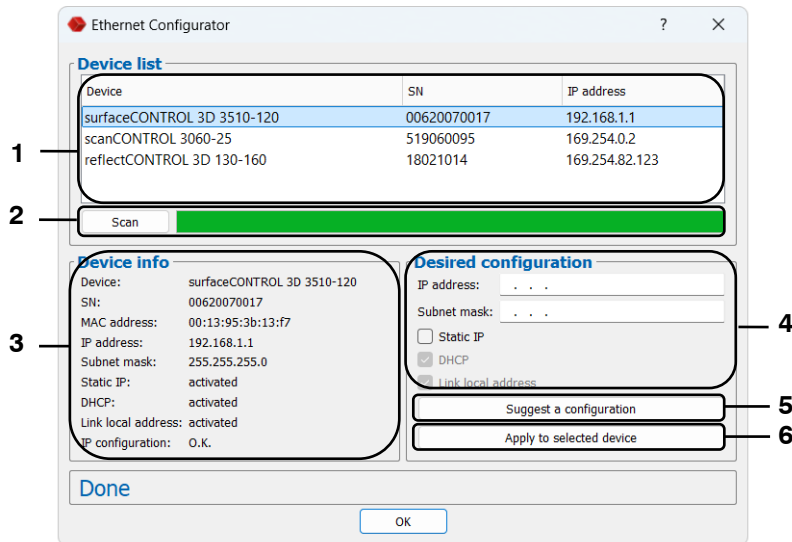 Ethernet Configurator ? ×
Device list
Device SN IP address
surfaceCONTROL 3D 3510-120 00620070017 192.168.1.1
scanCONTROL 3060-25 519060095 169.254.0.2
reflectCONTROL 3D 130-160 18021014 169.254.82.123
1
2
Scan
Device info
Device: surfaceCONTROL 3D 3510-120
SN: 00620070017
MAC address: 00:13:95:3b:13:f7
IP address: 192.168.1.1
Subnet mask: 255.255.255.0
Static IP: activated
DHCP: activated
Link local address: activated
IP configuration: O.K.
3
Desired configuration
IP address: . . .
Subnet mask: . . .
Static IP
DHCP
Link local address
4
Suggest a configuration
5
Apply to selected device
6
Done
OK